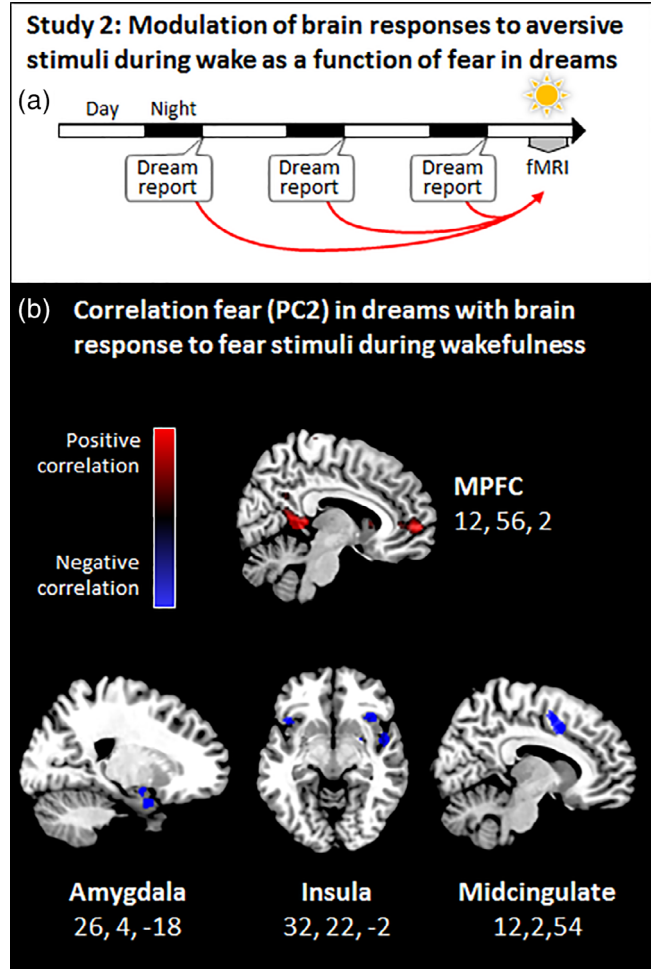 Study 2: Modulation of brain responses to aversive
stimuli during wake as a function of fear in dreams
(a)
Day Night
Dream
report
Dream
report
Dream
report
fMRI
(b) Correlation fear (PC2) in dreams with brain
response to fear stimuli during wakefulness
Positive
correlation
Negative
correlation
MPFC
12, 56, 2
Amygdala
26, 4, -18
Insula
32, 22, -2
Midcingulate
12,2,54